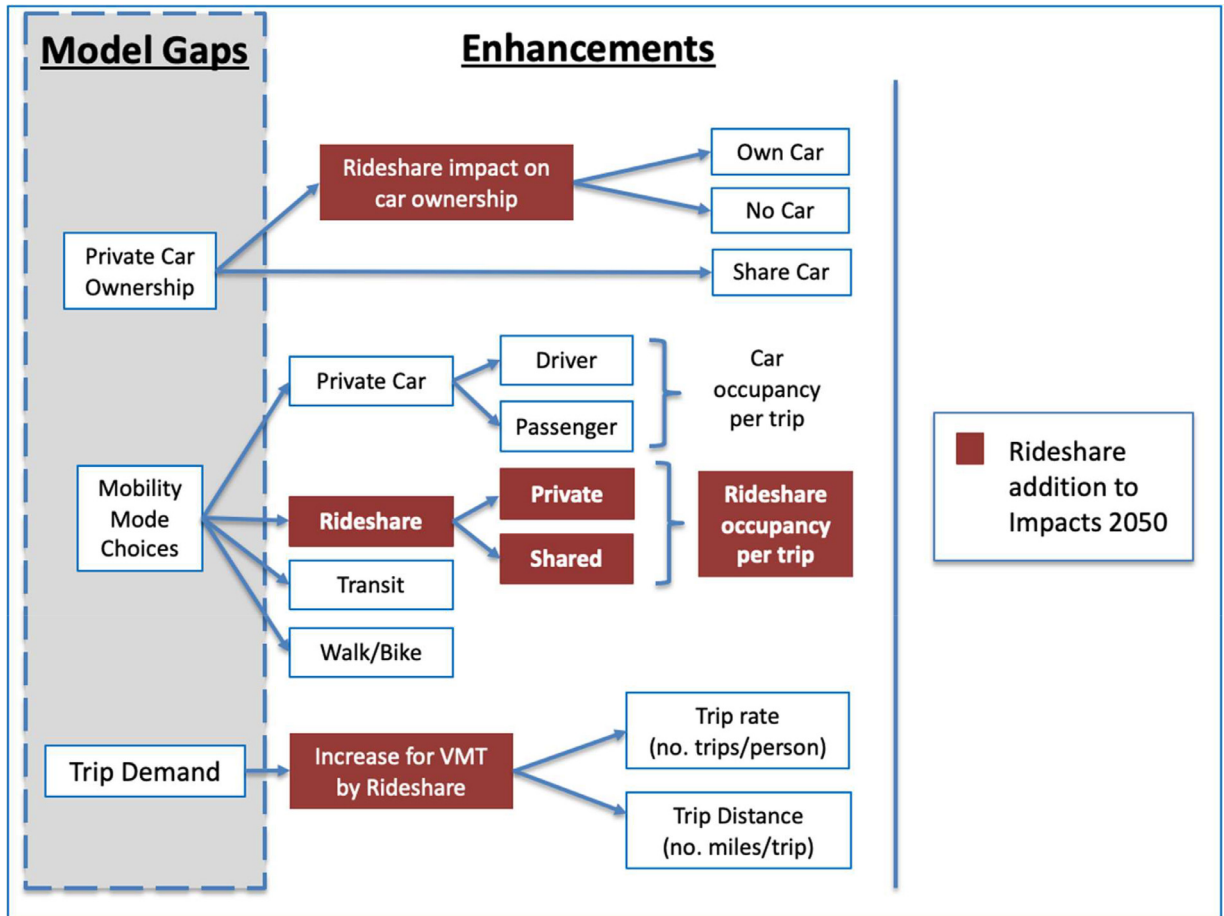 Model Gaps
Enhancements
Private Car
Ownership
Rideshare impact on
car ownership
Own Car
No Car
Share Car
Mobility
Mode
Choices
Private Car
Driver
Passenger
Car
occupancy
per trip
Rideshare
Private
Shared
Rideshare
occupancy
per trip
Transit
Walk/Bike
Trip Demand
Increase for VMT
by Rideshare
Trip rate
(no. trips/person)
Trip Distance
(no. miles/trip)
Rideshare
addition to
Impacts 2050